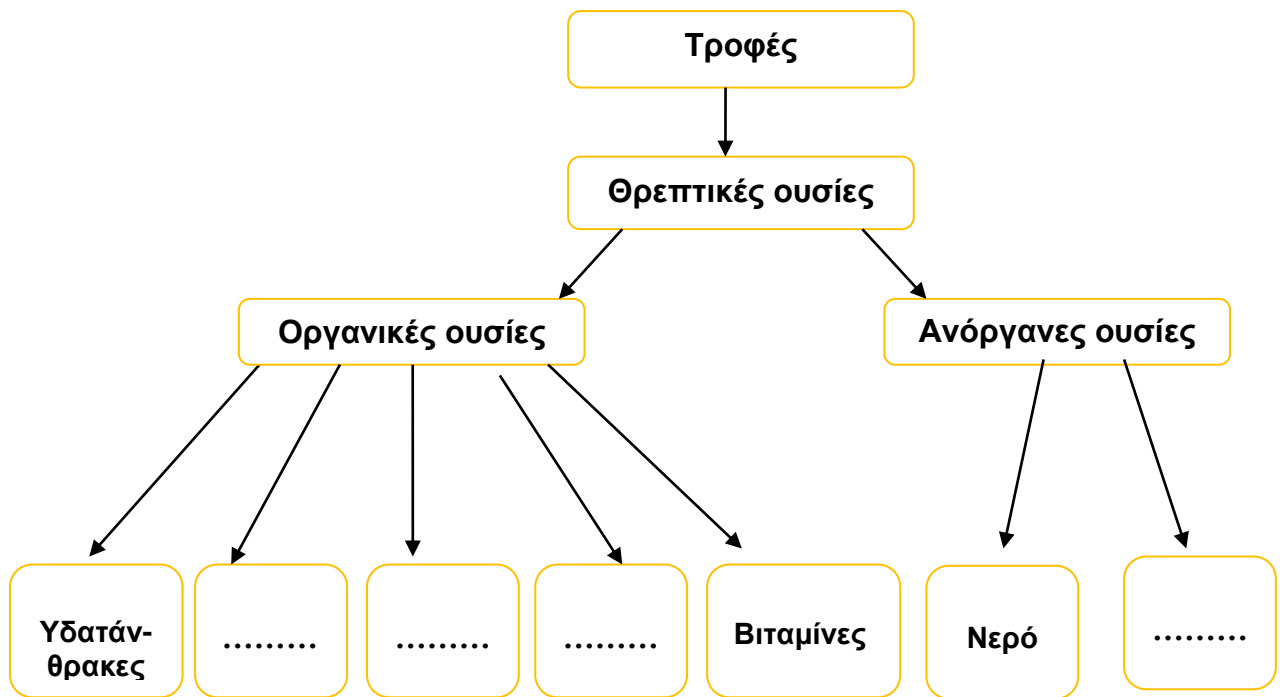 Τροφές
Θρεπτικές ουσίες
Οργανικές ουσίες
Ανόργανες ουσίες
Υδατάν-
θρακες
………
………
………
Βιταμίνες
Νερό
………